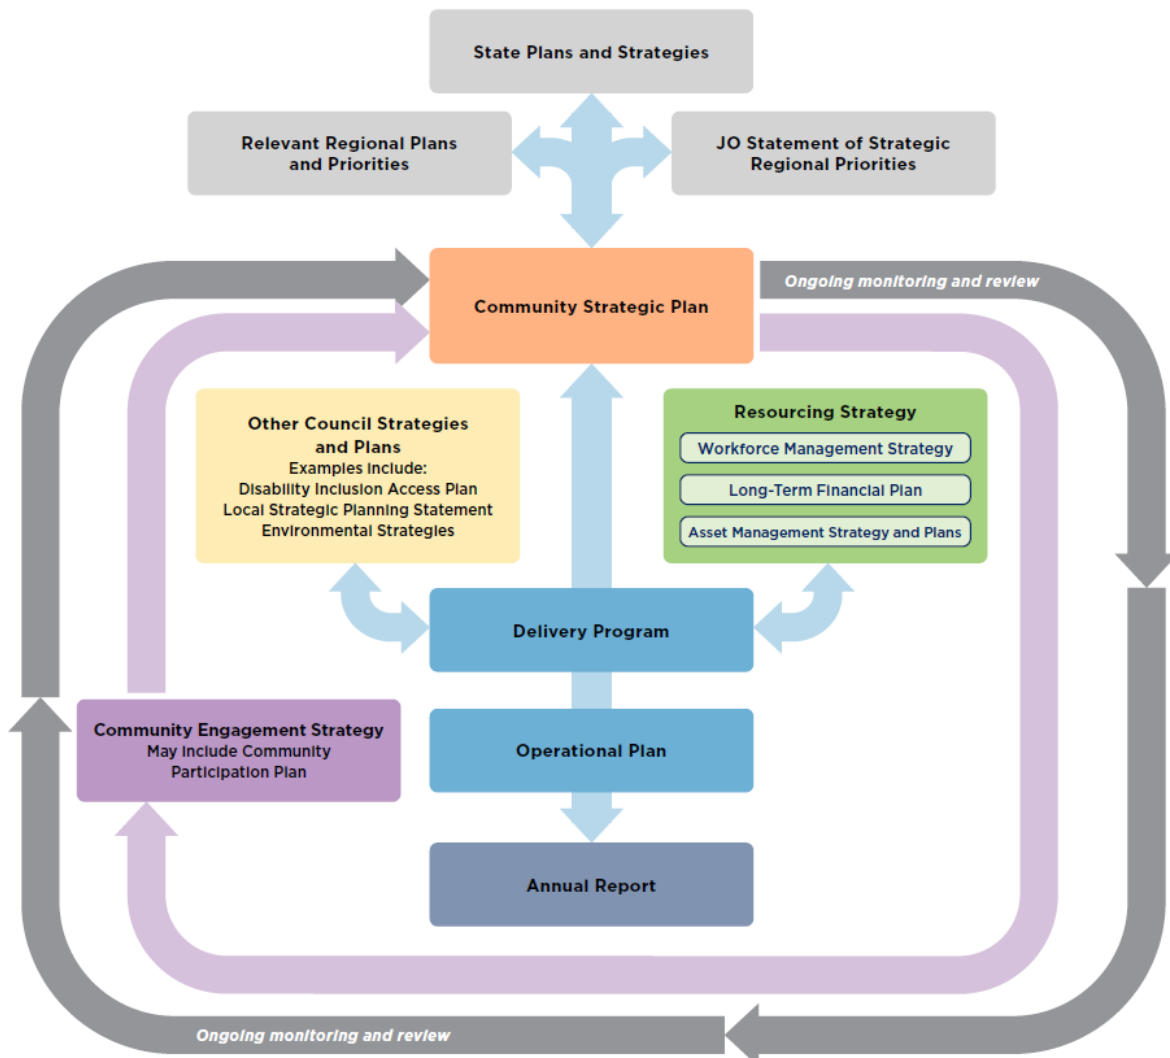 State Plans and Strategies
Relevant Regional Plans
and Priorities
JO Statement of Strategic
Regional Priorities
Community Strategic Plan
Ongoing monitoring and review
Other Council Strategies
and Plans
Examples include:
Disability Inclusion Access Plan
Local Strategic Planning Statement
Environmental Strategies
Resourcing Strategy
Workforce Management Strategy
Long-Term Financial Plan
Asset Management Strategy and Plans
Delivery Program
Community Engagement Strategy
May include Community
Participation Plan
Operational Plan
Annual Report
Ongoing monitoring and review